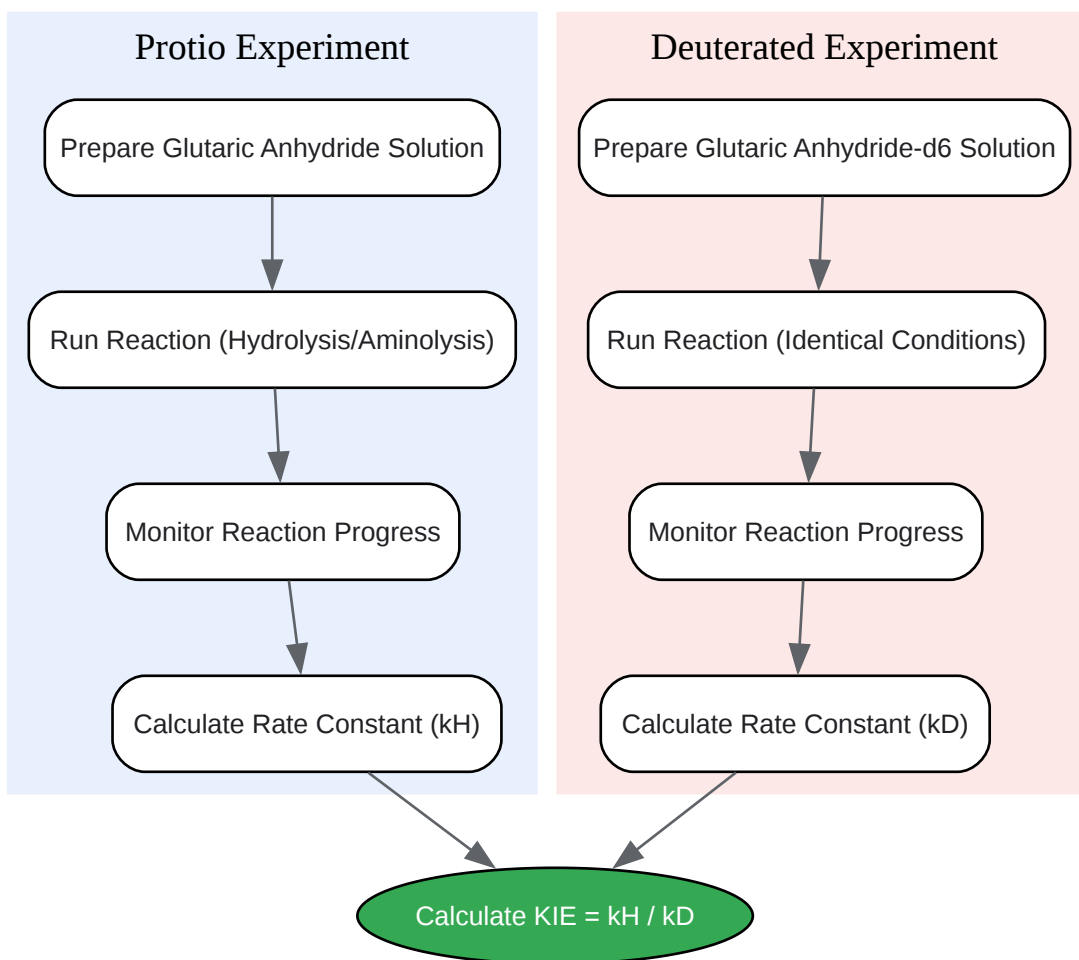 Protio Experiment
Prepare Glutaric Anhydride Solution
Run Reaction (Hydrolysis/Aminolysis)
Monitor Reaction Progress
Calculate Rate Constant (kH)
Deuterated Experiment
Prepare Glutaric Anhydride-d6 Solution
Run Reaction (Identical Conditions)
Monitor Reaction Progress
Calculate Rate Constant (kD)
Calculate KIE = kH / kD